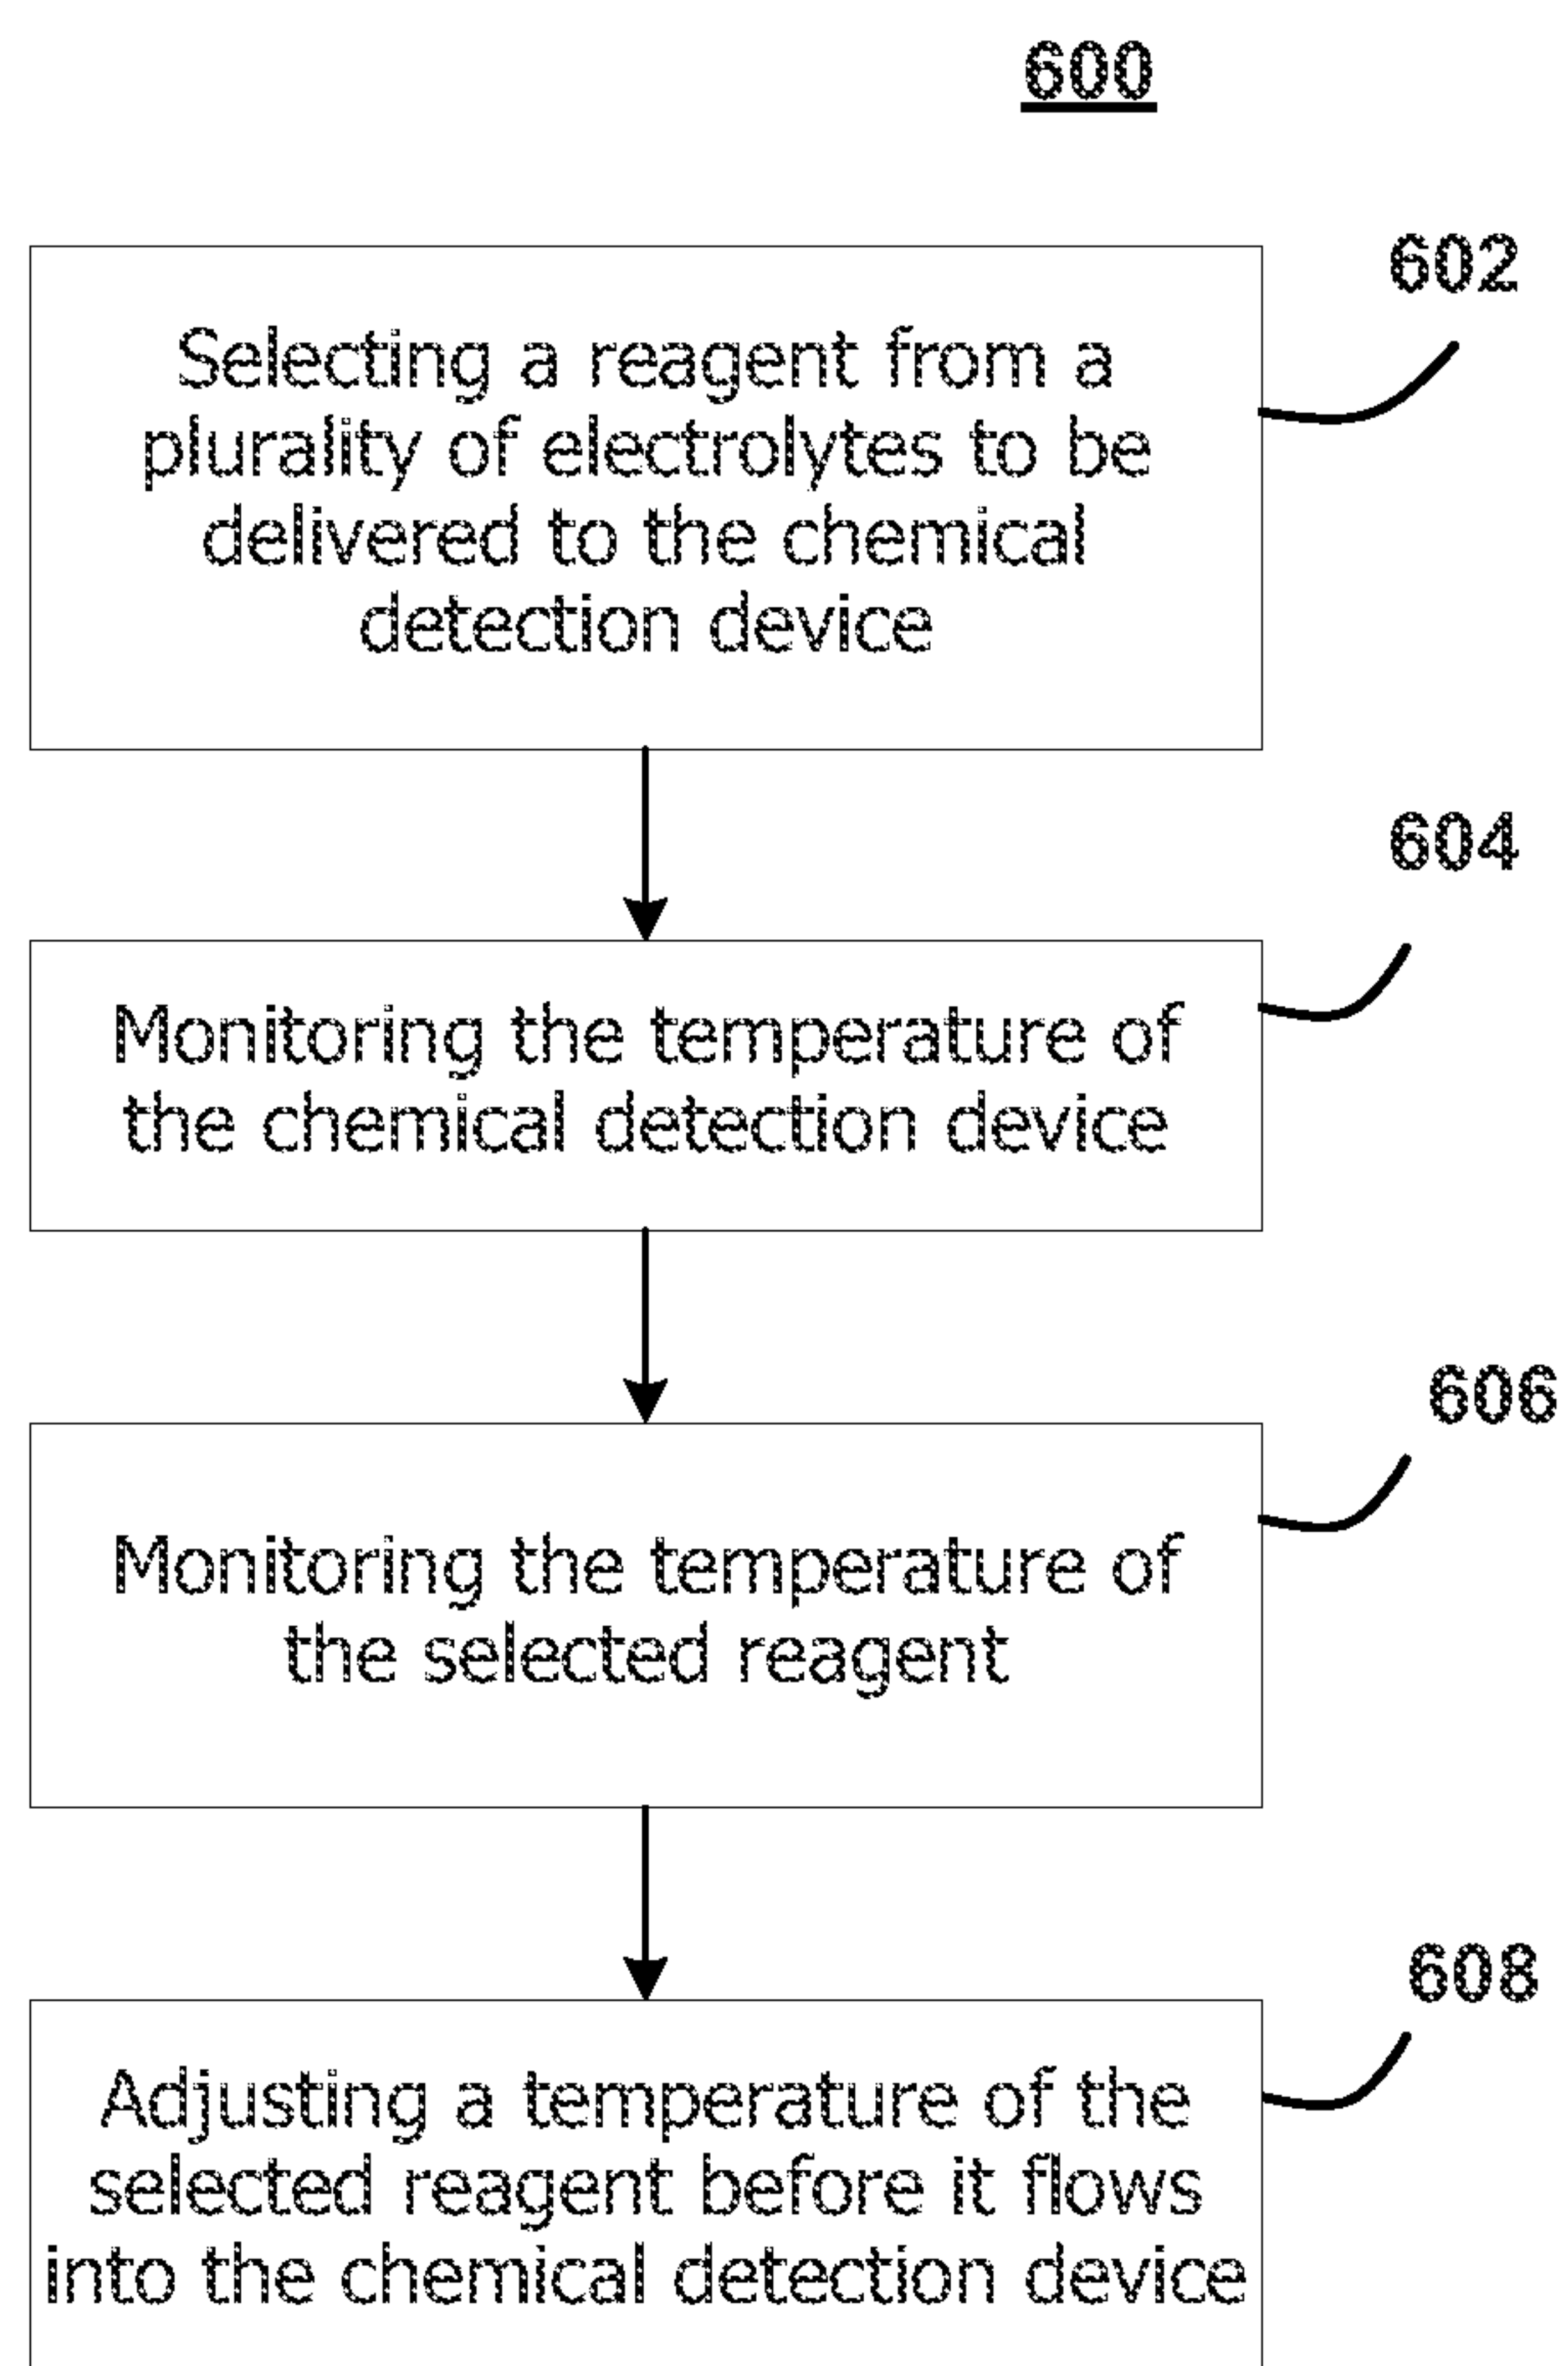 600
602
Selecting a reagent from a
plurality of electrolytes to be
delivered to the chemical
detection device
604
Monitoring the temperature of
the chemical detection device
606
Monitoring the temperature of
the selected reagent
608
Adjusting a temperature of the
selected reagent before it flows
into the chemical detection device